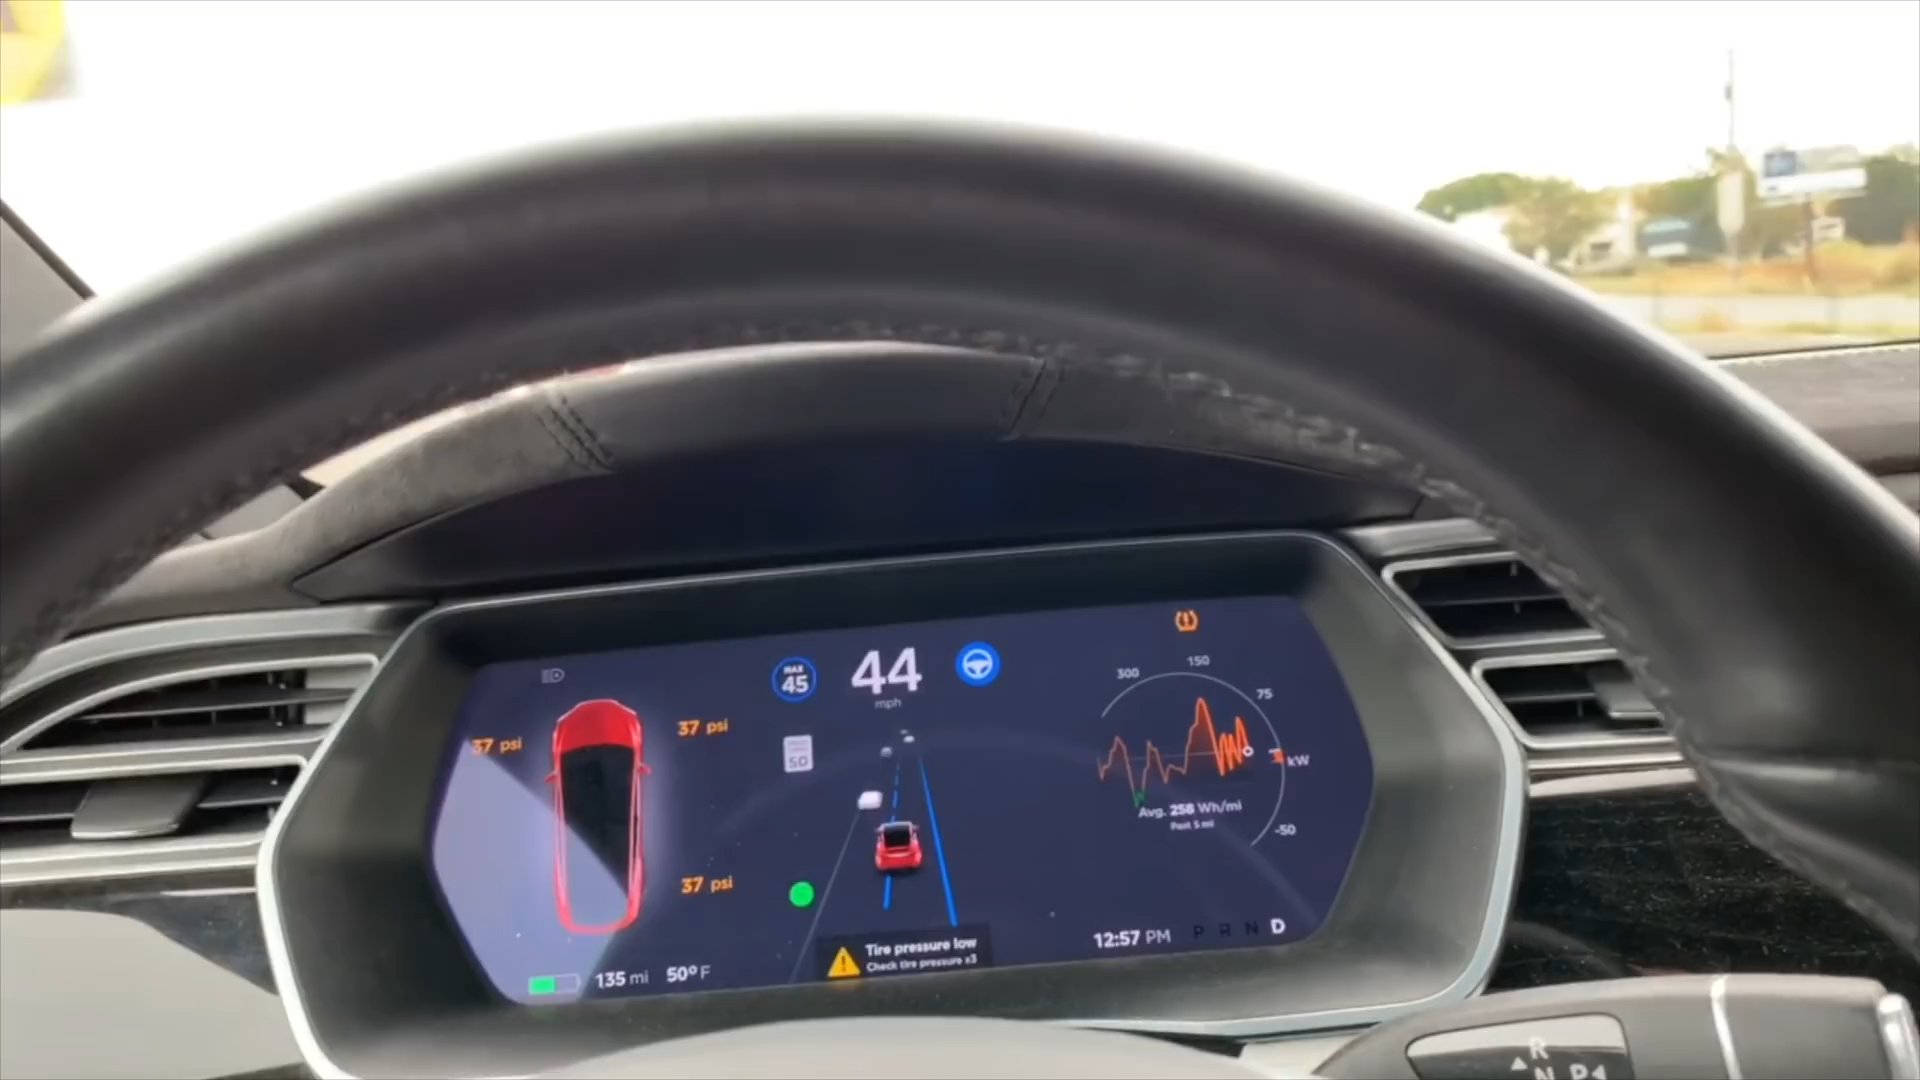 MAX
45
44
mph
150
300
75
37 psi
37 psi
50
kW
Avg. 258 Wh/mi
Past 5 mi
-50
37 psi
12:57 PM
P R N D
Tire pressure low
Check tire pressure x3
135 mi
50° F
R
N
P